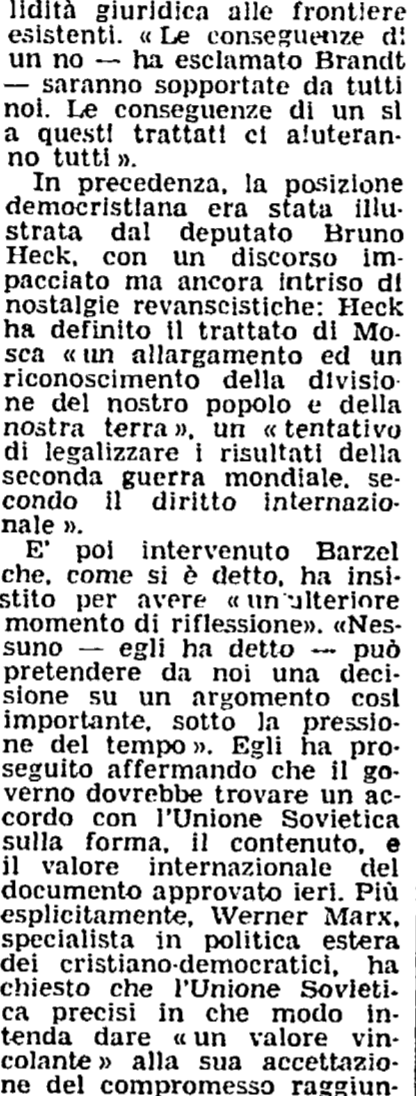 lidità giuridica alle frontiere
esistenti. « Le conseguenze di
un no — ha esclamato Brandt
— saranno sopportate da tutti
noi. Le conseguenze di un sì
a questi trattati ci aiuteran-
no tutti ».
In precedenza, la posizione
democristiana era stata illu-
strata dal deputato Bruno
Heck, con un discorso im-
pacciato ma ancora intriso di
nostalgie revanscistiche: Heck
ha definito il trattato di Mo-
sca « un allargamento ed un
riconoscimento della divisio-
ne del nostro popolo e della
nostra terra », un « tentativo
di legalizzare i risultati della
seconda guerra mondiale, se-
condo il diritto internazio-
nale ».
E' poi intervenuto Barzel
che, come si è detto, ha insi-
stito per avere « un ulteriore
momento di riflessione». «Nes-
suno — egli ha detto — può
pretendere da noi una deci-
sione su un argomento così
importante, sotto la pressio-
ne del tempo ». Egli ha pro-
seguito affermando che il go-
verno dovrebbe trovare un ac-
cordo con l'Unione Sovietica
sulla forma, il contenuto, e
il valore internazionale del
documento approvato ieri. Più
esplicitamente, Werner Marx,
specialista in politica estera
dei cristiano-democratici, ha
chiesto che l'Unione Sovieti-
ca precisi in che modo in-
tenda dare « un valore vin-
colante » alla sua accettazio-
ne del compromesso raggiun-